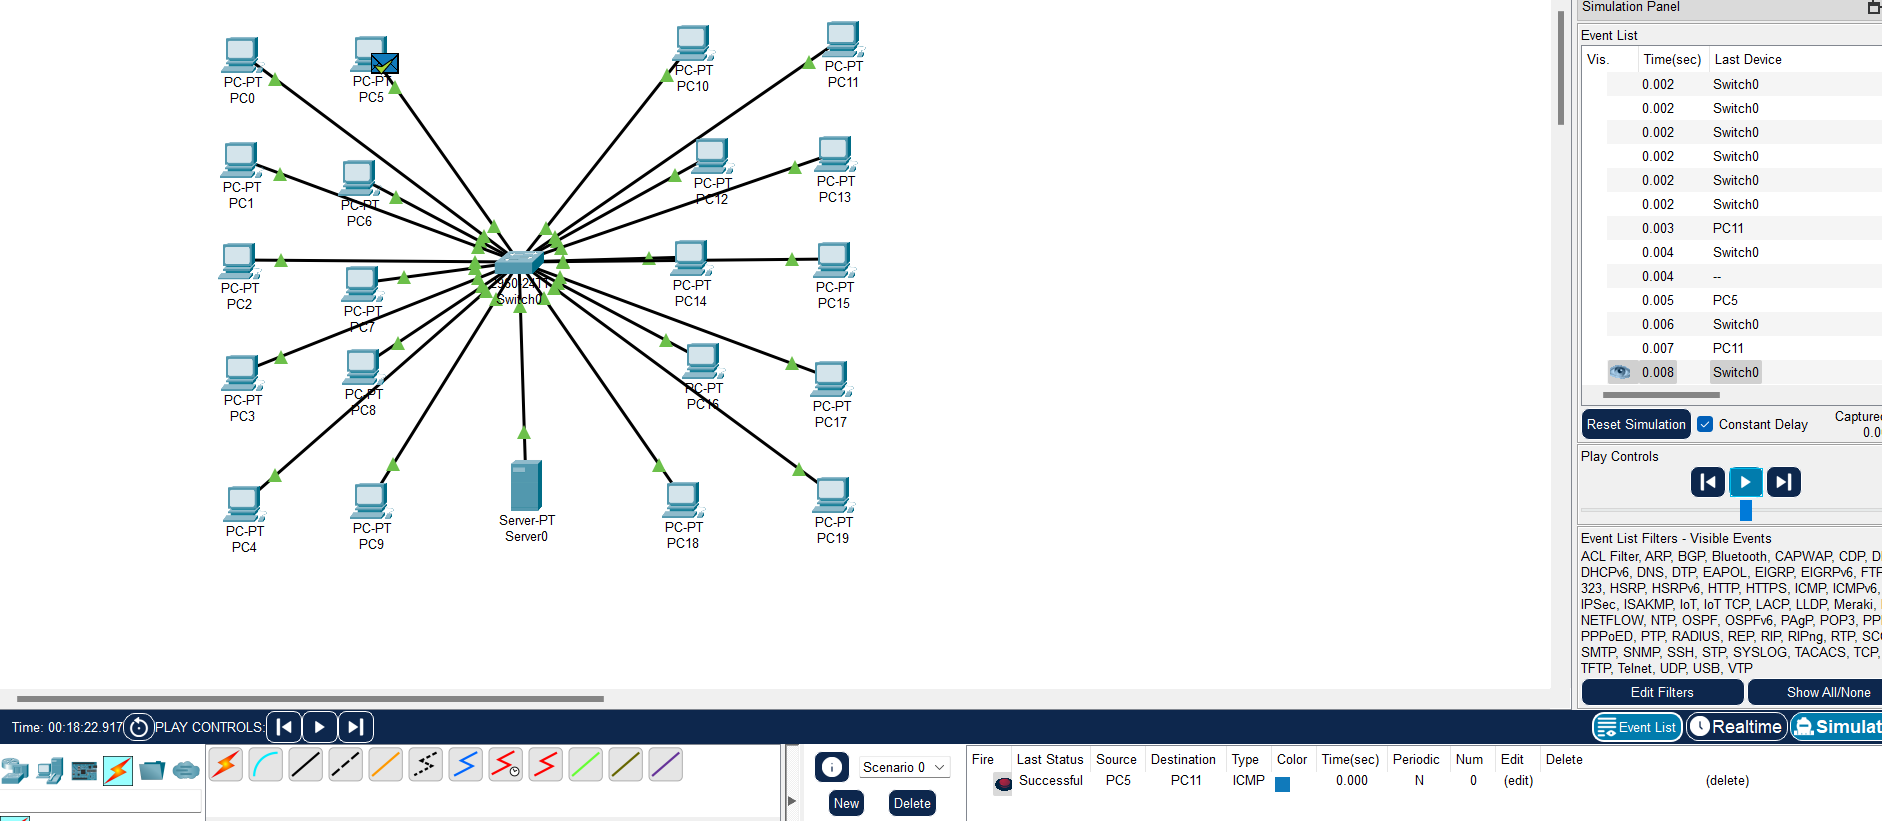 Simulation Panel
Event List
Vis. Time(sec) Last Device
0.002 Switch0
0.002 Switch0
0.002 Switch0
0.002 Switch0
0.002 Switch0
0.002 Switch0
0.003 PC11
0.004 Switch0
0.004 --
0.005 PC5
0.006 Switch0
0.007 PC11
0.008 Switch0
Reset Simulation Constant Delay Captured
0.0
Play Controls
Event List Filters - Visible Events
ACL Filter, ARP, BGP, Bluetooth, CAPWAP, CDP, D
DHCPv6, DNS, DTP, EAPOL, EIGRP, EIGRPv6, FTP
323, HSRP, HSRPv6, HTTP, HTTPS, ICMP, ICMPv6,
IPSec, ISAKMP, IoT, IoT TCP, LACP, LLDP, Meraki,
NETFLOW, NTP, OSPF, OSPFv6, PAgP, POP3, PP
PPPoED, PTP, RADIUS, REP, RIP, RIPng, RTP, SC
SMTP, SNMP, SSH, STP, SYSLOG, TACACS, TCP,
TFTP, Telnet, UDP, USB, VTP
Edit Filters Show All/None
PC-PT
PC0
PC-PT
PC5
PC-PT
PC10
PC-PT
PC11
PC-PT
PC1
PC-PT
PC6
PC-PT
PC12
PC-PT
PC13
PC-PT
PC2
PC-PT
PC7
2950-24TT
Switch0
PC-PT
PC14
PC-PT
PC15
PC-PT
PC3
PC-PT
PC8
PC-PT
PC16
PC-PT
PC17
PC-PT
PC4
PC-PT
PC9
Server-PT
Server0
PC-PT
PC18
PC-PT
PC19
Time: 00:18:22.917 PLAY CONTROLS:
Event List Realtime Simulat
Scenario 0
New Delete
Fire Last Status Source Destination Type Color Time(sec) Periodic Num Edit Delete
Successful PC5 PC11 ICMP 0.000 N 0 (edit) (delete)